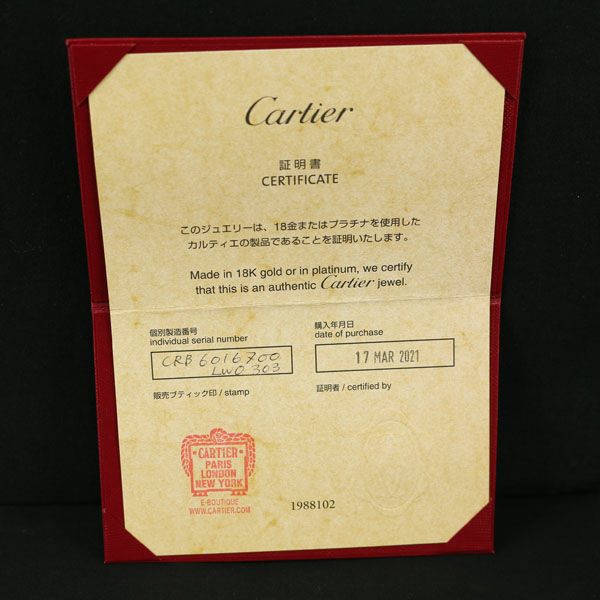 Cartier
証明書
CERTIFICATE
このジュエリーは、18金またはプラチナを使用した
カルティエの製品であることを証明いたします。
Made in 18K gold or in platinum, we certify
that this is an authentic Cartier jewel.
個別製造番号
individual serial number
CRB6016700
LWO 303
購入年月日
date of purchase
17 MAR 2021
販売ブティック印 / stamp
証明者 / certified by
CARTIER
PARIS
LONDON
NEW YORK
E-BOUTIQUE
WWW.CARTIER.COM
1988102